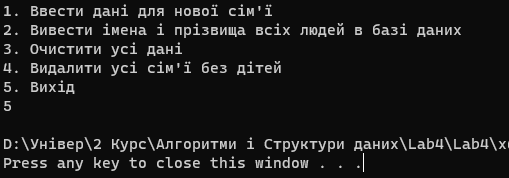 1. Ввести дані для нової сім'ї
2. Вивести імена і прізвища всіх людей в базі даних
3. Очистити усі дані
4. Видалити усі сім'ї без дітей
5. Вихід
5
D:\Універ\2 Курс\Алгоритми і Структури даних\Lab4\Lab4\x
Press any key to close this window . . .